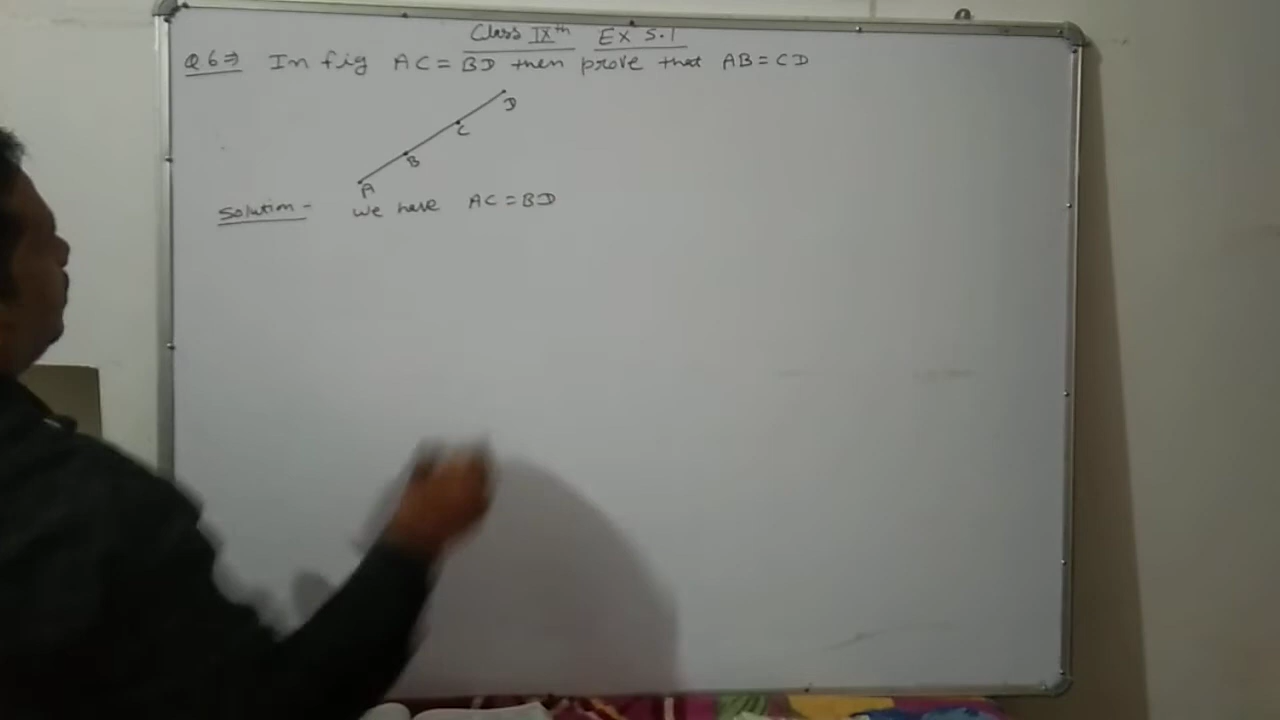 Class IXth Ex 5.1
Q6⇒ In fig AC = BD then prove that AB = CD
D
C
B
A
Solution- we have AC = BD